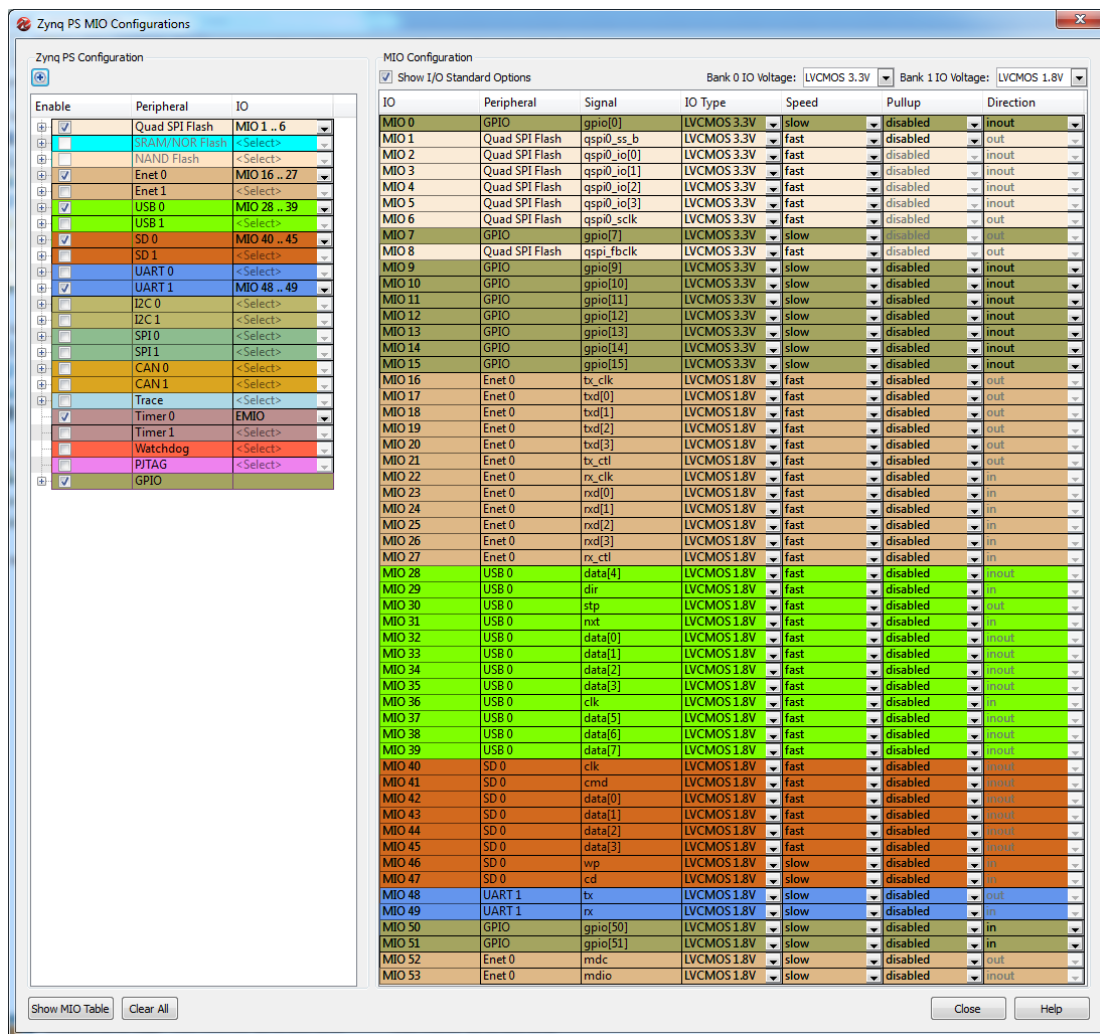 Zynq PS MIO Configurations
Zynq PS Configuration
Enable Peripheral IO
Quad SPI Flash MIO 1 .. 6
SRAM/NOR Flash <Select>
NAND Flash <Select>
Enet 0 MIO 16 .. 27
Enet 1 <Select>
USB 0 MIO 28 .. 39
USB 1 <Select>
SD 0 MIO 40 .. 45
SD 1 <Select>
UART 0 <Select>
UART 1 MIO 48 .. 49
I2C 0 <Select>
I2C 1 <Select>
SPI 0 <Select>
SPI 1 <Select>
CAN 0 <Select>
CAN 1 <Select>
Trace <Select>
Timer 0 EMIO
Timer 1 <Select>
Watchdog <Select>
PJTAG <Select>
GPIO
MIO Configuration
Show I/O Standard Options Bank 0 IO Voltage: LVCMOS 3.3V Bank 1 IO Voltage: LVCMOS 1.8V
IO Peripheral Signal IO Type Speed Pullup Direction
MIO 0 GPIO gpio[0] LVCMOS 3.3V slow disabled inout
MIO 1 Quad SPI Flash qspi0_ss_b LVCMOS 3.3V fast disabled out
MIO 2 Quad SPI Flash qspi0_io[0] LVCMOS 3.3V fast disabled inout
MIO 3 Quad SPI Flash qspi0_io[1] LVCMOS 3.3V fast disabled inout
MIO 4 Quad SPI Flash qspi0_io[2] LVCMOS 3.3V fast disabled inout
MIO 5 Quad SPI Flash qspi0_io[3] LVCMOS 3.3V fast disabled inout
MIO 6 Quad SPI Flash qspi0_sclk LVCMOS 3.3V fast disabled out
MIO 7 GPIO gpio[7] LVCMOS 3.3V slow disabled out
MIO 8 Quad SPI Flash qspi_fbclk LVCMOS 3.3V fast disabled out
MIO 9 GPIO gpio[9] LVCMOS 3.3V slow disabled inout
MIO 10 GPIO gpio[10] LVCMOS 3.3V slow disabled inout
MIO 11 GPIO gpio[11] LVCMOS 3.3V slow disabled inout
MIO 12 GPIO gpio[12] LVCMOS 3.3V slow disabled inout
MIO 13 GPIO gpio[13] LVCMOS 3.3V slow disabled inout
MIO 14 GPIO gpio[14] LVCMOS 3.3V slow disabled inout
MIO 15 GPIO gpio[15] LVCMOS 3.3V slow disabled inout
MIO 16 Enet 0 tx_clk LVCMOS 1.8V fast disabled out
MIO 17 Enet 0 txd[0] LVCMOS 1.8V fast disabled out
MIO 18 Enet 0 txd[1] LVCMOS 1.8V fast disabled out
MIO 19 Enet 0 txd[2] LVCMOS 1.8V fast disabled out
MIO 20 Enet 0 txd[3] LVCMOS 1.8V fast disabled out
MIO 21 Enet 0 tx_ctl LVCMOS 1.8V fast disabled out
MIO 22 Enet 0 rx_clk LVCMOS 1.8V fast disabled in
MIO 23 Enet 0 rxd[0] LVCMOS 1.8V fast disabled in
MIO 24 Enet 0 rxd[1] LVCMOS 1.8V fast disabled in
MIO 25 Enet 0 rxd[2] LVCMOS 1.8V fast disabled in
MIO 26 Enet 0 rxd[3] LVCMOS 1.8V fast disabled in
MIO 27 Enet 0 rx_ctl LVCMOS 1.8V fast disabled in
MIO 28 USB 0 data[4] LVCMOS 1.8V fast disabled inout
MIO 29 USB 0 dir LVCMOS 1.8V fast disabled in
MIO 30 USB 0 stp LVCMOS 1.8V fast disabled out
MIO 31 USB 0 nxt LVCMOS 1.8V fast disabled in
MIO 32 USB 0 data[0] LVCMOS 1.8V fast disabled inout
MIO 33 USB 0 data[1] LVCMOS 1.8V fast disabled inout
MIO 34 USB 0 data[2] LVCMOS 1.8V fast disabled inout
MIO 35 USB 0 data[3] LVCMOS 1.8V fast disabled inout
MIO 36 USB 0 clk LVCMOS 1.8V fast disabled in
MIO 37 USB 0 data[5] LVCMOS 1.8V fast disabled inout
MIO 38 USB 0 data[6] LVCMOS 1.8V fast disabled inout
MIO 39 USB 0 data[7] LVCMOS 1.8V fast disabled inout
MIO 40 SD 0 clk LVCMOS 1.8V fast disabled inout
MIO 41 SD 0 cmd LVCMOS 1.8V fast disabled inout
MIO 42 SD 0 data[0] LVCMOS 1.8V fast disabled inout
MIO 43 SD 0 data[1] LVCMOS 1.8V fast disabled inout
MIO 44 SD 0 data[2] LVCMOS 1.8V fast disabled inout
MIO 45 SD 0 data[3] LVCMOS 1.8V fast disabled inout
MIO 46 SD 0 wp LVCMOS 1.8V slow disabled in
MIO 47 SD 0 cd LVCMOS 1.8V slow disabled in
MIO 48 UART 1 tx LVCMOS 1.8V slow disabled out
MIO 49 UART 1 rx LVCMOS 1.8V slow disabled in
MIO 50 GPIO gpio[50] LVCMOS 1.8V slow disabled in
MIO 51 GPIO gpio[51] LVCMOS 1.8V slow disabled in
MIO 52 Enet 0 mdc LVCMOS 1.8V slow disabled out
MIO 53 Enet 0 mdio LVCMOS 1.8V slow disabled inout
Show MIO Table Clear All Close Help